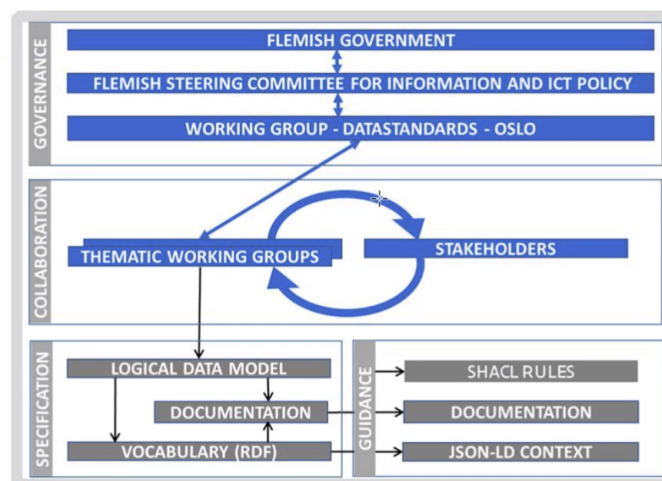 GOVERNANCE
FLEMISH GOVERNMENT
FLEMISH STEERING COMMITTEE FOR INFORMATION AND ICT POLICY
WORKING GROUP - DATASTANDARDS - OSLO
COLLABORATION
THEMATIC WORKING GROUPS
STAKEHOLDERS
SPECIFICATION
LOGICAL DATA MODEL
DOCUMENTATION
VOCABULARY (RDF)
GUIDANCE
SHACL RULES
DOCUMENTATION
JSON-LD CONTEXT